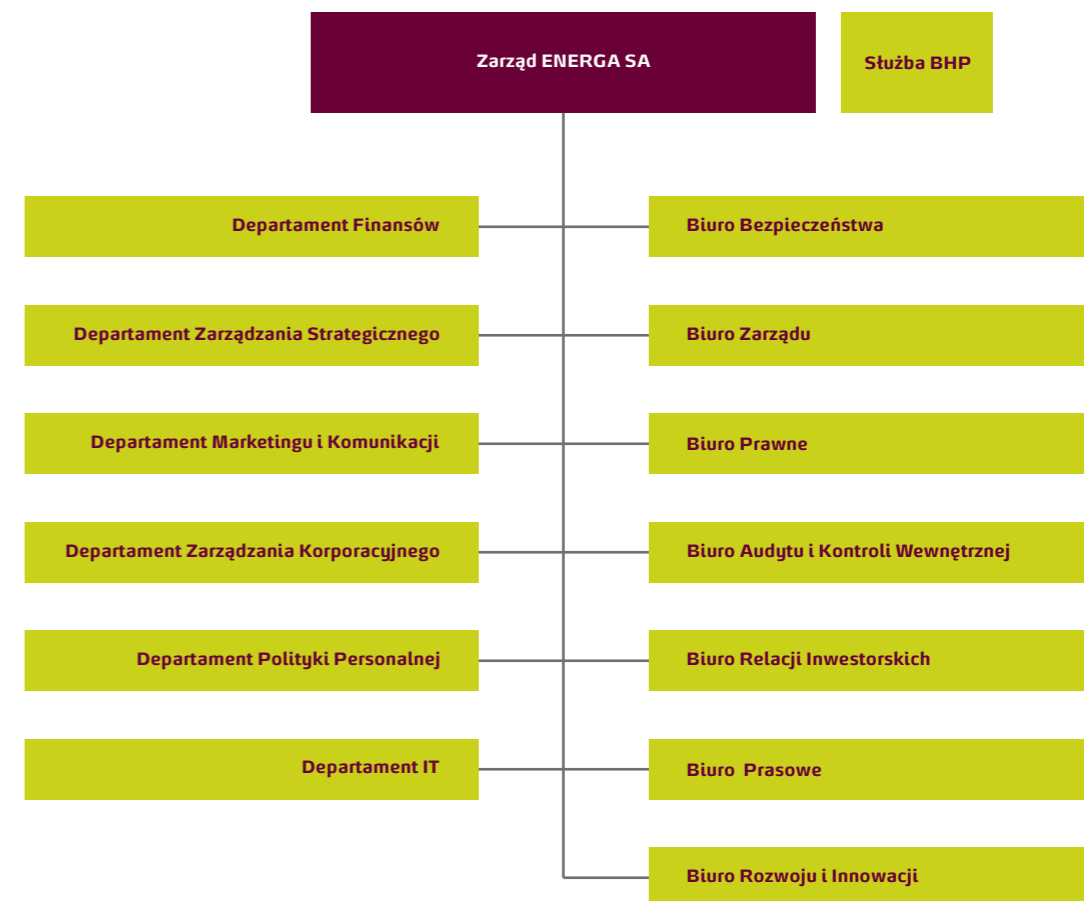 Zarząd ENERGA SA
Służba BHP
Departament Finansów
Biuro Bezpieczeństwa
Departament Zarządzania Strategicznego
Biuro Zarządu
Departament Marketingu i Komunikacji
Biuro Prawne
Departament Zarządzania Korporacyjnego
Biuro Audytu i Kontroli Wewnętrznej
Departament Polityki Personalnej
Biuro Relacji Inwestorskich
Departament IT
Biuro Prasowe
Biuro Rozwoju i Innowacji